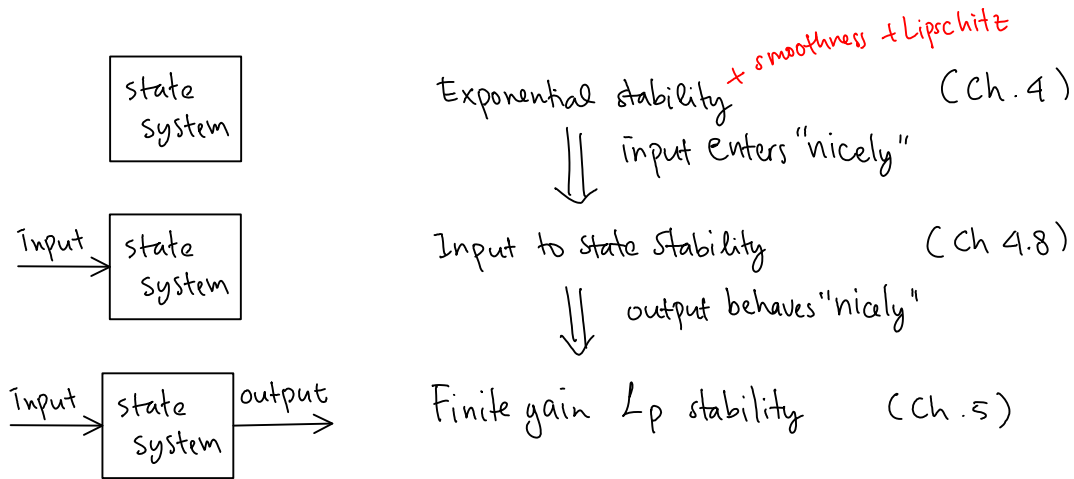 + smoothness + Lipschitz
state system
Exponential stability
(Ch. 4)
input enters "nicely"
input
state system
Input to state stability
(Ch 4.8)
output behaves "nicely"
input
state system
output
Finite gain Lp stability
(Ch. 5)